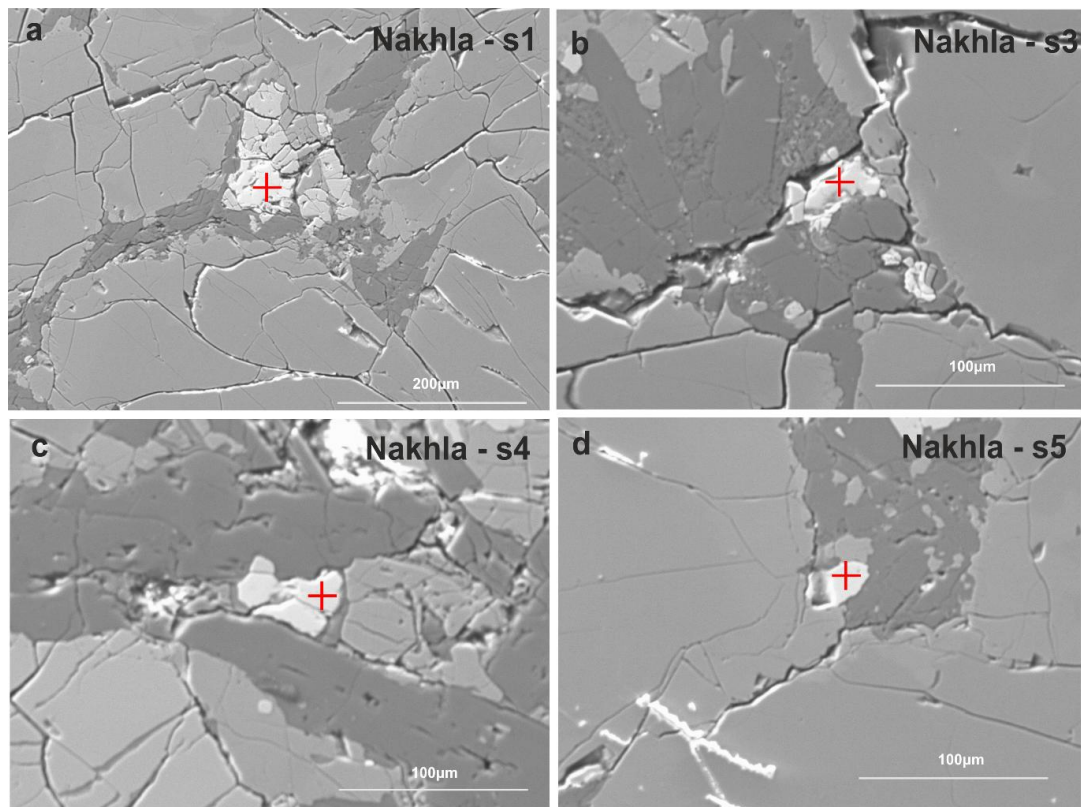 a
Nakhla - s1
200µm
b
Nakhla - s3
100µm
c
Nakhla - s4
100µm
d
Nakhla - s5
100µm